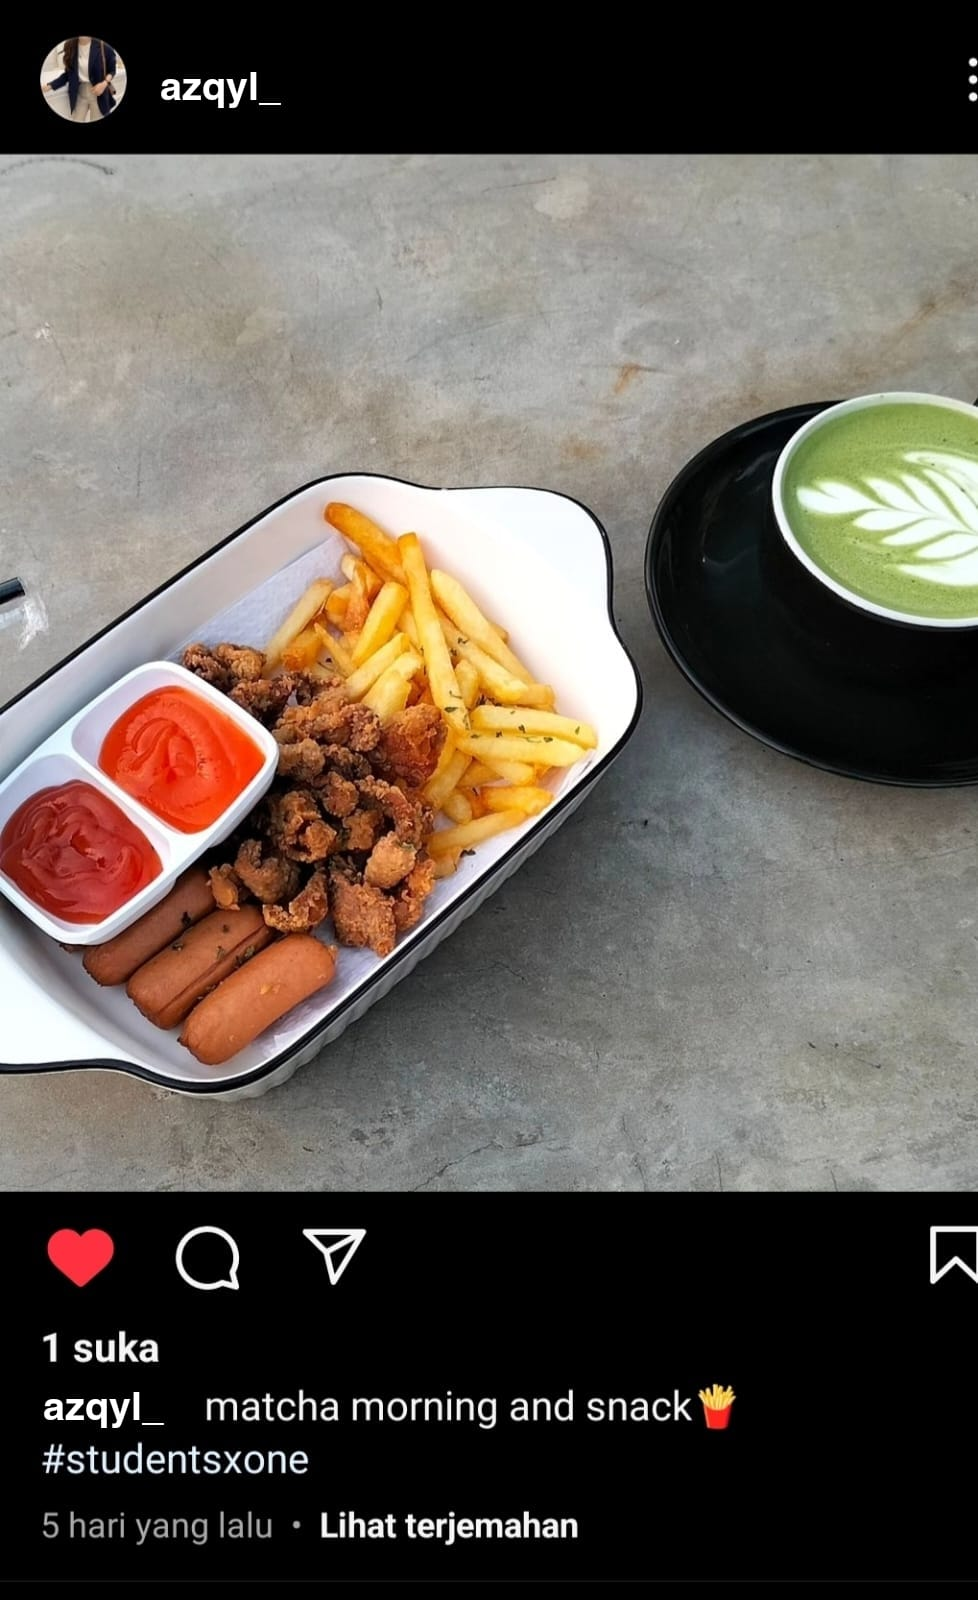 azqyl_
1 suka
azqyl_ matcha morning and snack🍟
#studentsxone
5 hari yang lalu • Lihat terjemahan